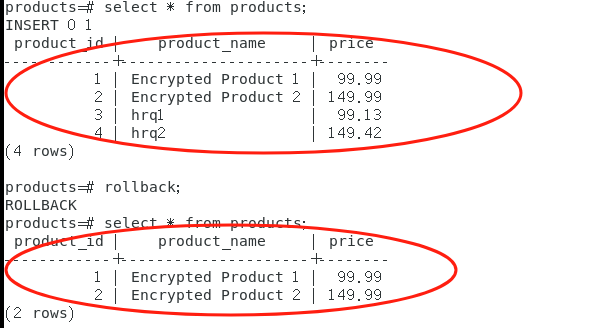 products=# select * from products;
INSERT 0 1
 product_id |    product_name     | price
------------+---------------------+--------
          1 | Encrypted Product 1 |  99.99
          2 | Encrypted Product 2 | 149.99
          3 | hrq1                |  99.13
          4 | hrq2                | 149.42
(4 rows)

products=# rollback;
ROLLBACK
products=# select * from products;
 product_id |    product_name     | price
------------+---------------------+--------
          1 | Encrypted Product 1 |  99.99
          2 | Encrypted Product 2 | 149.99
(2 rows)